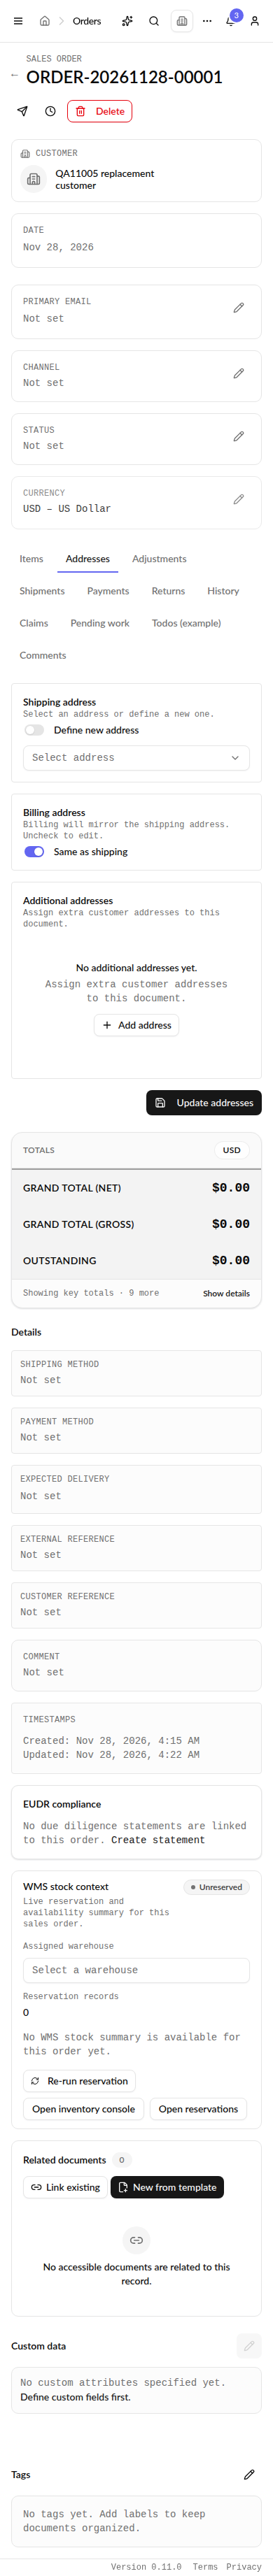 Orders
3
SALES ORDER
← ORDER-20261128-00001
Delete
CUSTOMER
QA11005 replacement
customer
DATE
Nov 28, 2026
PRIMARY EMAIL
Not set
CHANNEL
Not set
STATUS
Not set
CURRENCY
USD – US Dollar
Items Addresses Adjustments
Shipments Payments Returns History
Claims Pending work Todos (example)
Comments
Shipping address
Select an address or define a new one.
Define new address
Select address
Billing address
Billing will mirror the shipping address.
Uncheck to edit.
Same as shipping
Additional addresses
Assign extra customer addresses to this
document.
No additional addresses yet.
Assign extra customer addresses
to this document.
Add address
Update addresses
TOTALS USD
GRAND TOTAL (NET) $0.00
GRAND TOTAL (GROSS) $0.00
OUTSTANDING $0.00
Showing key totals · 9 more Show details
Details
SHIPPING METHOD
Not set
PAYMENT METHOD
Not set
EXPECTED DELIVERY
Not set
EXTERNAL REFERENCE
Not set
CUSTOMER REFERENCE
Not set
COMMENT
Not set
TIMESTAMPS
Created: Nov 28, 2026, 4:15 AM
Updated: Nov 28, 2026, 4:22 AM
EUDR compliance
No due diligence statements are linked
to this order. Create statement
WMS stock context Unreserved
Live reservation and
availability summary for this
sales order.
Assigned warehouse
Select a warehouse
Reservation records
0
No WMS stock summary is available for
this order yet.
Re-run reservation
Open inventory console Open reservations
Related documents 0
Link existing New from template
No accessible documents are related to this
record.
Custom data
No custom attributes specified yet.
Define custom fields first.
Tags
No tags yet. Add labels to keep
documents organized.
Version 0.11.0 Terms Privacy